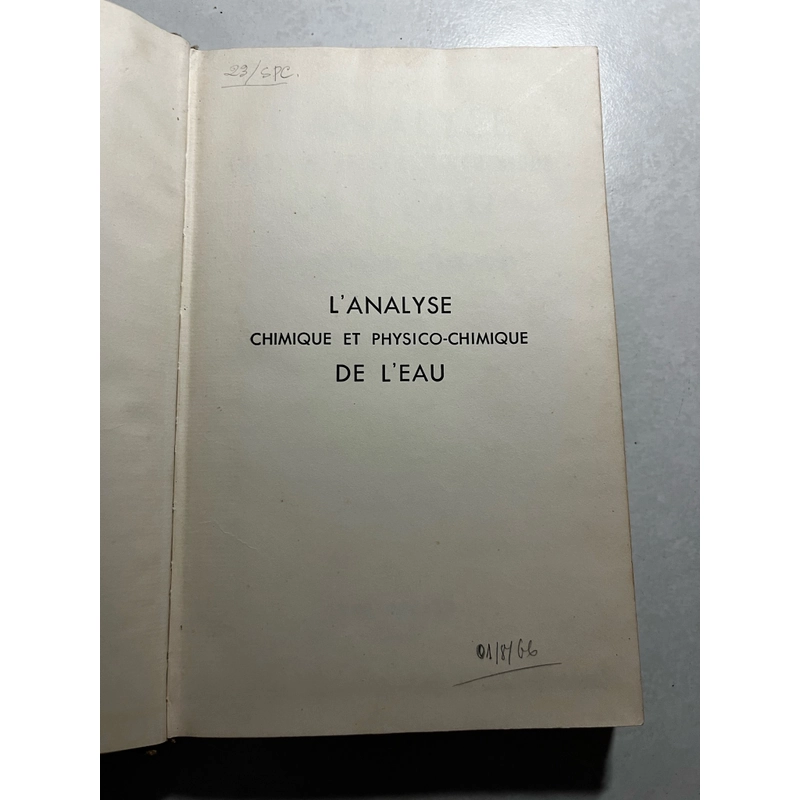 23/SPC.
L'ANALYSE
CHIMIQUE ET PHYSICO-CHIMIQUE
DE L'EAU
01/8/66